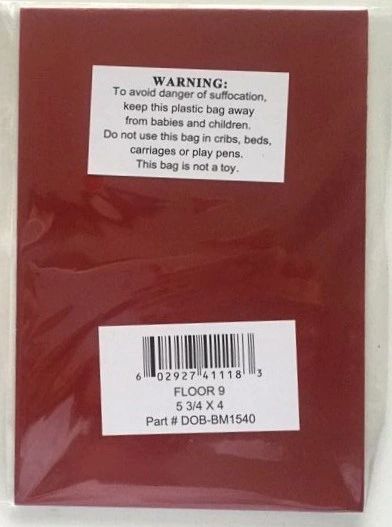 WARNING:
To avoid danger of suffocation,
keep this plastic bag away
from babies and children.
Do not use this bag in cribs, beds,
carriages or play pens.
This bag is not a toy.
6 02927 41118 3
FLOOR 9
5 3/4 X 4
Part # DOB-BM1540